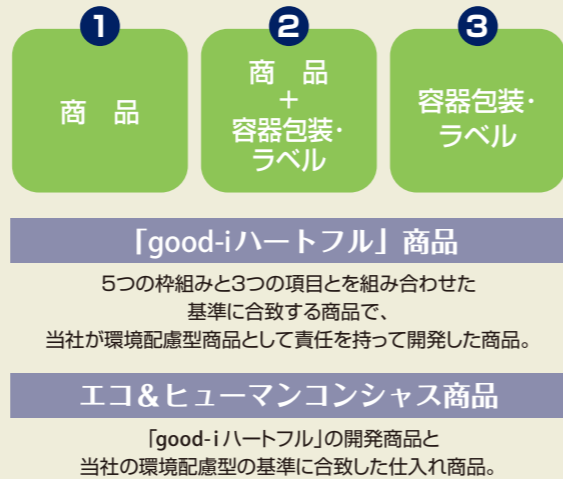 1
商　品
2
商　品
＋
容器包装・
ラベル
3
容器包装・
ラベル
「good-iハートフル」商品
5つの枠組みと3つの項目とを組み合わせた
基準に合致する商品で、
当社が環境配慮型商品として責任を持って開発した商品。
エコ＆ヒューマンコンシャス商品
「good-iハートフル」の開発商品と
当社の環境配慮型の基準に合致した仕入れ商品。